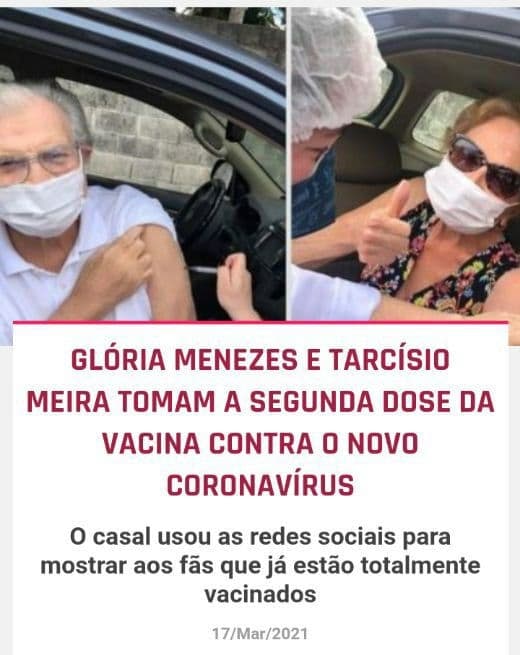 GLÓRIA MENEZES E TARCÍSIO
MEIRA TOMAM A SEGUNDA DOSE DA
VACINA CONTRA O NOVO
CORONAVÍRUS
O casal usou as redes sociais para
mostrar aos fãs que já estão totalmente
vacinados
17/Mar/2021